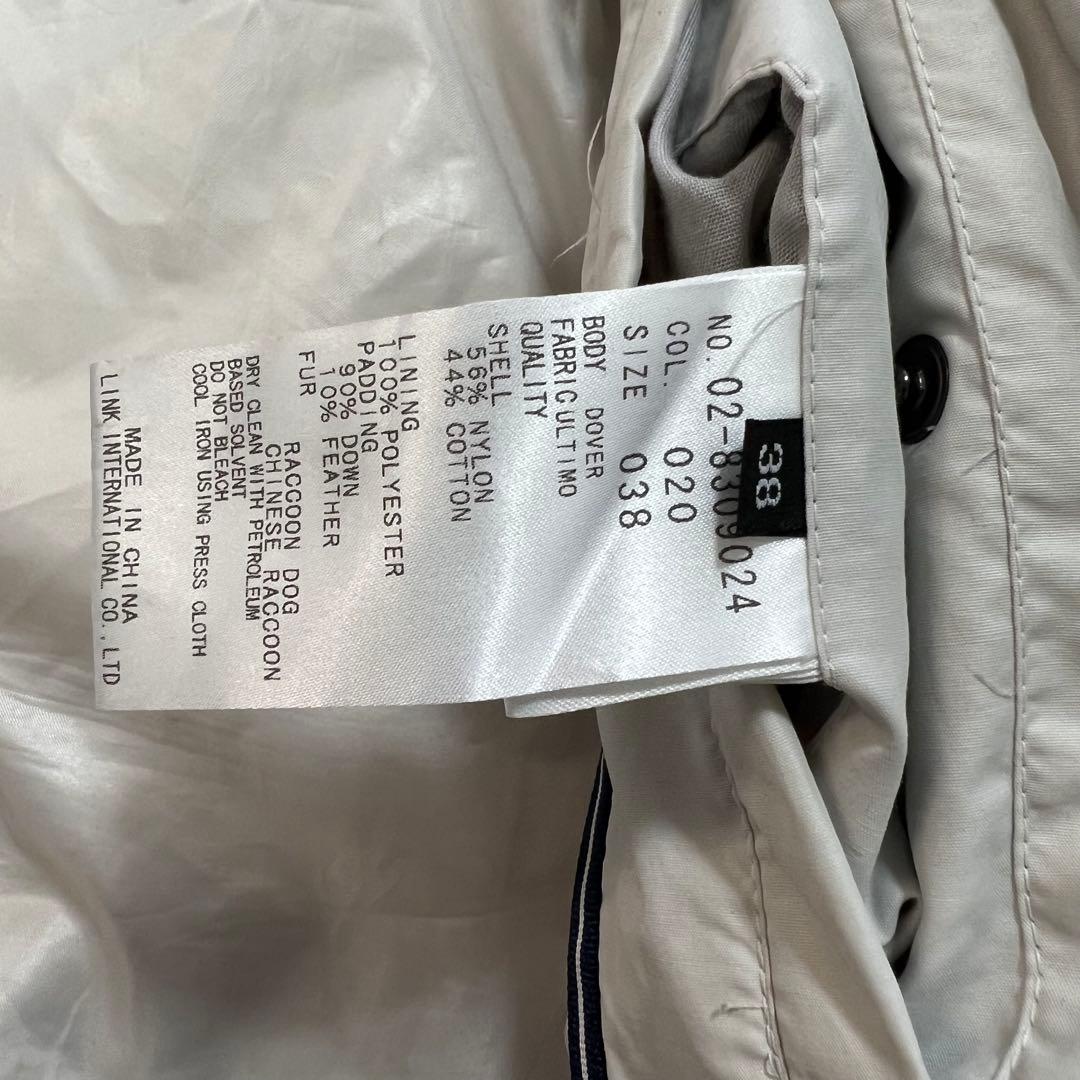 38
NO. 02-8309024
COL. 020
SIZE 038
BODY DOVER
FABRICULTIMO
QUALITY
SHELL
56% NYLON
44% COTTON
LINING
100% POLYESTER
PADDING
90% DOWN
10% FEATHER
FUR
RACCOON DOG
CHINESE RACCOON
DRY CLEAN WITH PETROLEUM
BASED SOLVENT
DO NOT BLEACH
COOL IRON USING PRESS CLOTH
MADE IN CHINA
LINK INTERNATIONAL CO.,LTD